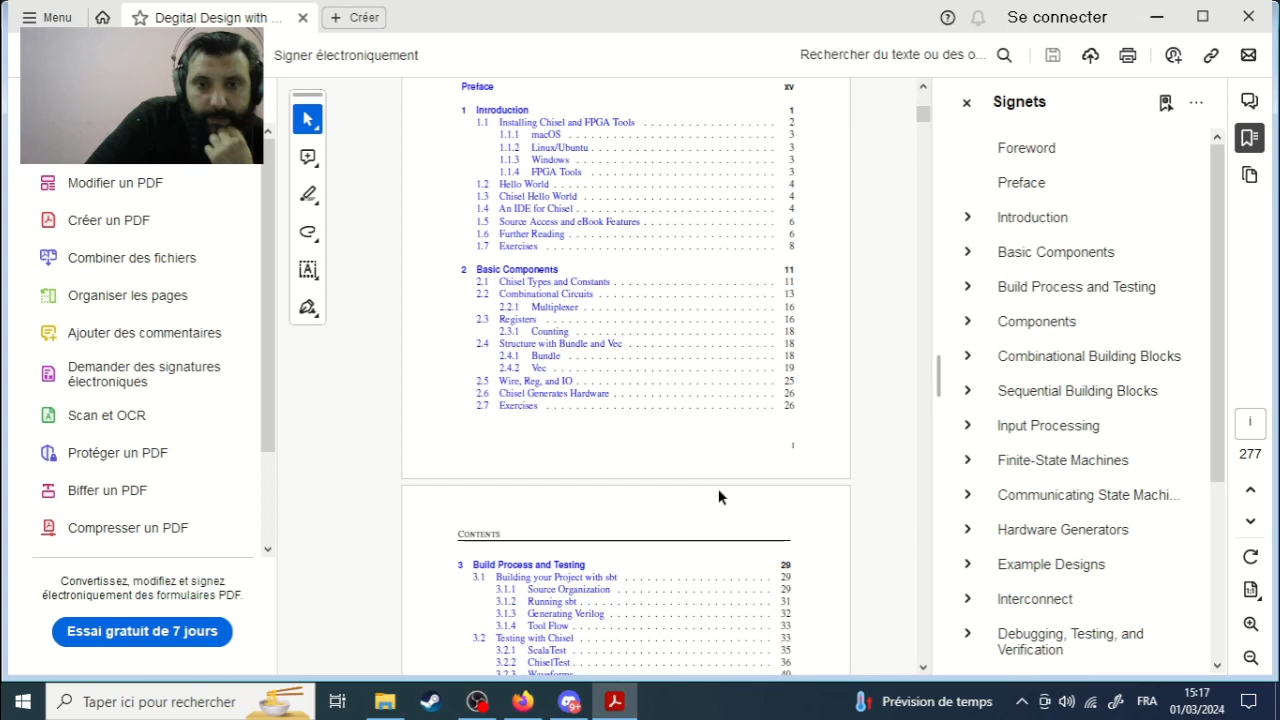 Menu
Degital Design with ...
Créer
Se connecter
Signer électroniquement
Rechercher du texte ou des o...
Modifier un PDF
Créer un PDF
Combiner des fichiers
Organiser les pages
Ajouter des commentaires
Demander des signatures
électroniques
Scan et OCR
Protéger un PDF
Biffer un PDF
Compresser un PDF
Convertissez, modifiez et signez
électroniquement des formulaires PDF.
Essai gratuit de 7 jours
Preface xv
1 Introduction 1
1.1 Installing Chisel and FPGA Tools . . . . . . . . . . . . . . . . . 2
1.1.1 macOS . . . . . . . . . . . . . . . . . . . . . . . . . . 3
1.1.2 Linux/Ubuntu . . . . . . . . . . . . . . . . . . . . . . . 3
1.1.3 Windows . . . . . . . . . . . . . . . . . . . . . . . . . 3
1.1.4 FPGA Tools . . . . . . . . . . . . . . . . . . . . . . . . 3
1.2 Hello World . . . . . . . . . . . . . . . . . . . . . . . . . . . . 4
1.3 Chisel Hello World . . . . . . . . . . . . . . . . . . . . . . . . 4
1.4 An IDE for Chisel . . . . . . . . . . . . . . . . . . . . . . . . . 4
1.5 Source Access and eBook Features . . . . . . . . . . . . . . . . 6
1.6 Further Reading . . . . . . . . . . . . . . . . . . . . . . . . . . 6
1.7 Exercises . . . . . . . . . . . . . . . . . . . . . . . . . . . . . 8
2 Basic Components 11
2.1 Chisel Types and Constants . . . . . . . . . . . . . . . . . . . . 11
2.2 Combinational Circuits . . . . . . . . . . . . . . . . . . . . . . 13
2.2.1 Multiplexer . . . . . . . . . . . . . . . . . . . . . . . . 16
2.3 Registers . . . . . . . . . . . . . . . . . . . . . . . . . . . . . 16
2.3.1 Counting . . . . . . . . . . . . . . . . . . . . . . . . . 18
2.4 Structure with Bundle and Vec . . . . . . . . . . . . . . . . . . 18
2.4.1 Bundle . . . . . . . . . . . . . . . . . . . . . . . . . . 18
2.4.2 Vec . . . . . . . . . . . . . . . . . . . . . . . . . . . . 19
2.5 Wire, Reg, and IO . . . . . . . . . . . . . . . . . . . . . . . . . 25
2.6 Chisel Generates Hardware . . . . . . . . . . . . . . . . . . . . 26
2.7 Exercises . . . . . . . . . . . . . . . . . . . . . . . . . . . . . 26
I
CONTENTS
3 Build Process and Testing 29
3.1 Building your Project with sbt . . . . . . . . . . . . . . . . . . 29
3.1.1 Source Organization . . . . . . . . . . . . . . . . . . . 29
3.1.2 Running sbt . . . . . . . . . . . . . . . . . . . . . . . . 31
3.1.3 Generating Verilog . . . . . . . . . . . . . . . . . . . . 32
3.1.4 Tool Flow . . . . . . . . . . . . . . . . . . . . . . . . . 33
3.2 Testing with Chisel . . . . . . . . . . . . . . . . . . . . . . . . 33
3.2.1 ScalaTest . . . . . . . . . . . . . . . . . . . . . . . . . 35
3.2.2 ChiselTest . . . . . . . . . . . . . . . . . . . . . . . . . 36
3.2.3 Waveforms . . . . . . . . . . . . . . . . . . . . . . . . 40
Signets
Foreword
Preface
Introduction
Basic Components
Build Process and Testing
Components
Combinational Building Blocks
Sequential Building Blocks
Input Processing
Finite-State Machines
Communicating State Machi...
Hardware Generators
Example Designs
Interconnect
Debugging, Testing, and
Verification
i
277
Taper ici pour rechercher
9+
Prévision de temps
FRA
15:17
01/03/2024